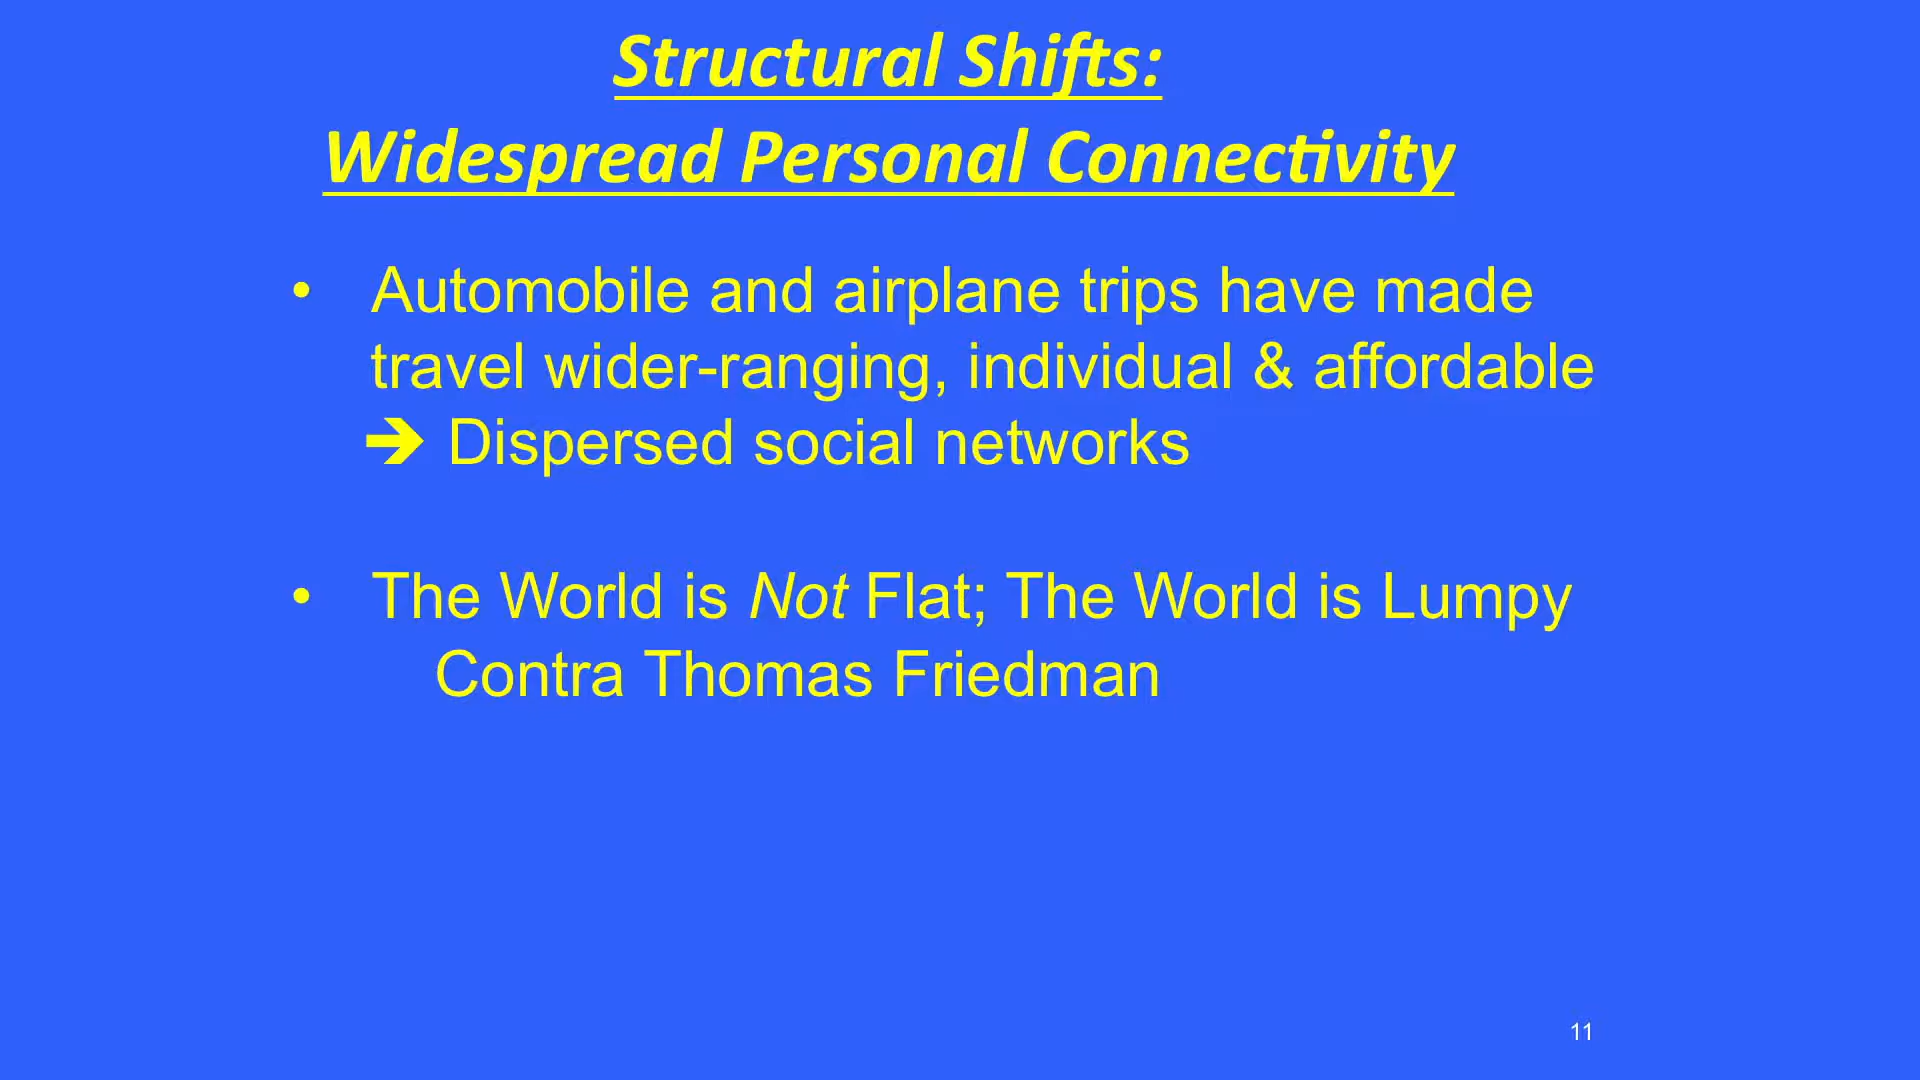 Structural Shifts:
Widespread Personal Connectivity
• Automobile and airplane trips have made
travel wider-ranging, individual & affordable
➔ Dispersed social networks
• The World is Not Flat; The World is Lumpy
Contra Thomas Friedman
11